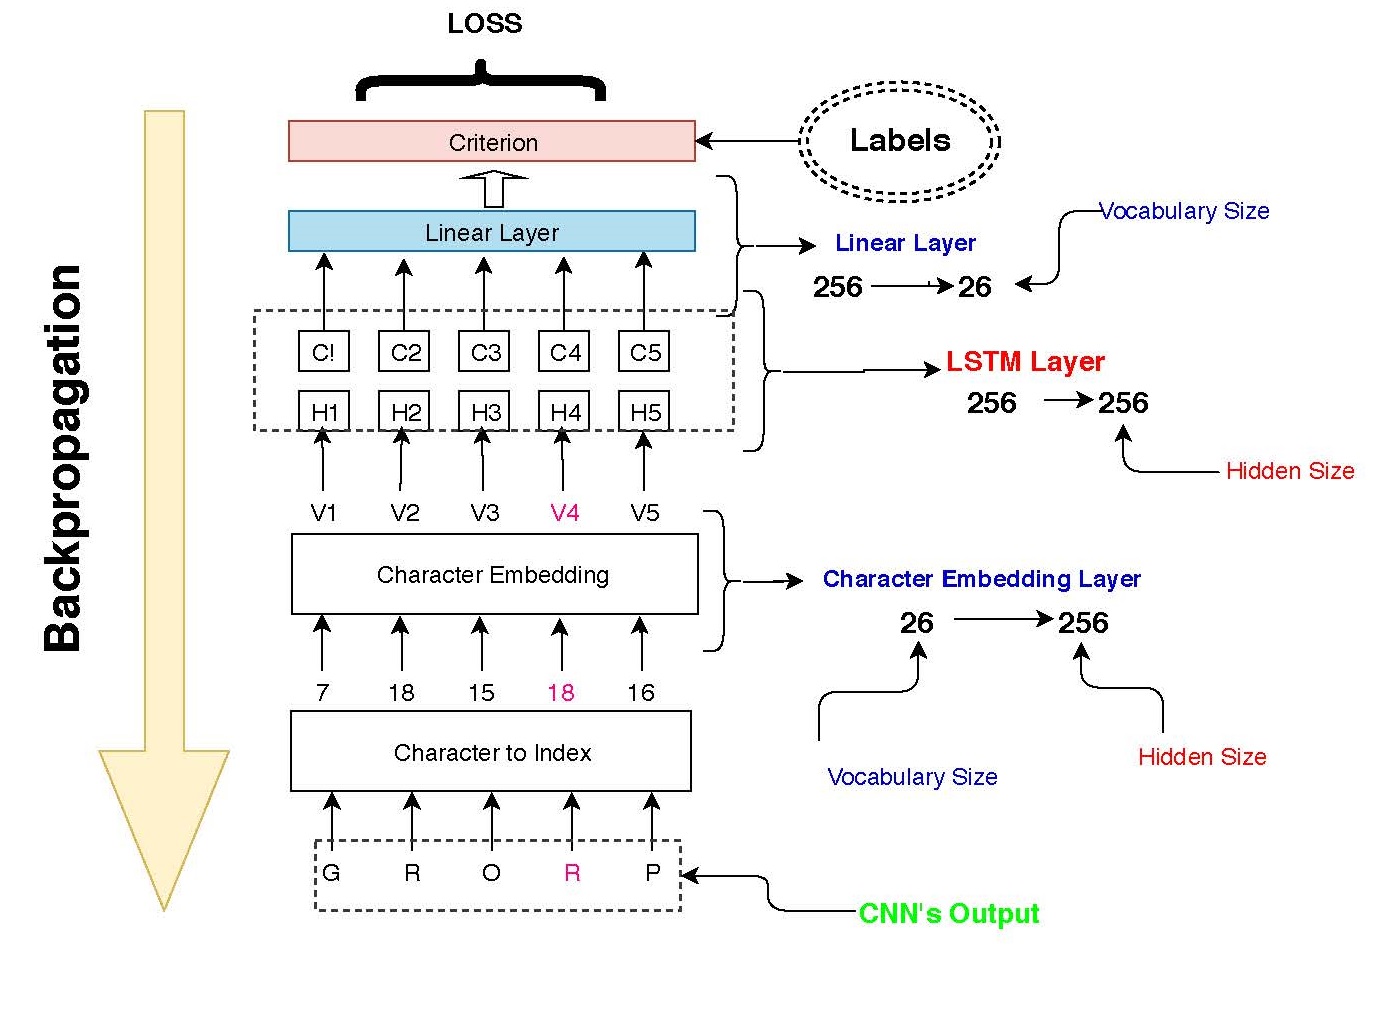 LOSS
Criterion
Labels
Linear Layer
Vocabulary Size
Linear Layer
256 26
C! C2 C3 C4 C5
LSTM Layer
256 256
H1 H2 H3 H4 H5
Hidden Size
V1 V2 V3 V4 V5
Character Embedding
Character Embedding Layer
26 256
7 18 15 18 16
Character to Index
Vocabulary Size
Hidden Size
G R O R P
CNN's Output
Backpropagation